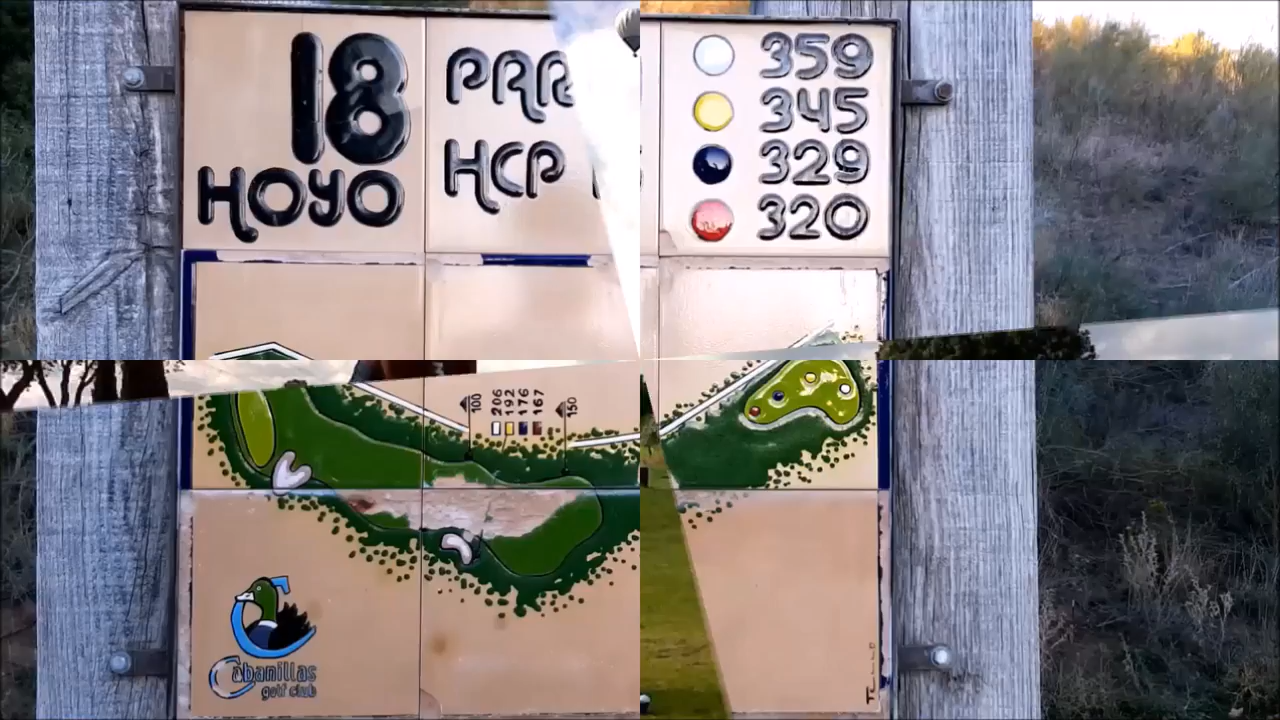 18
HOYO
PAR
HCP
359
345
329
320
100
206
192
176
167
150
Cabanillas
golf club